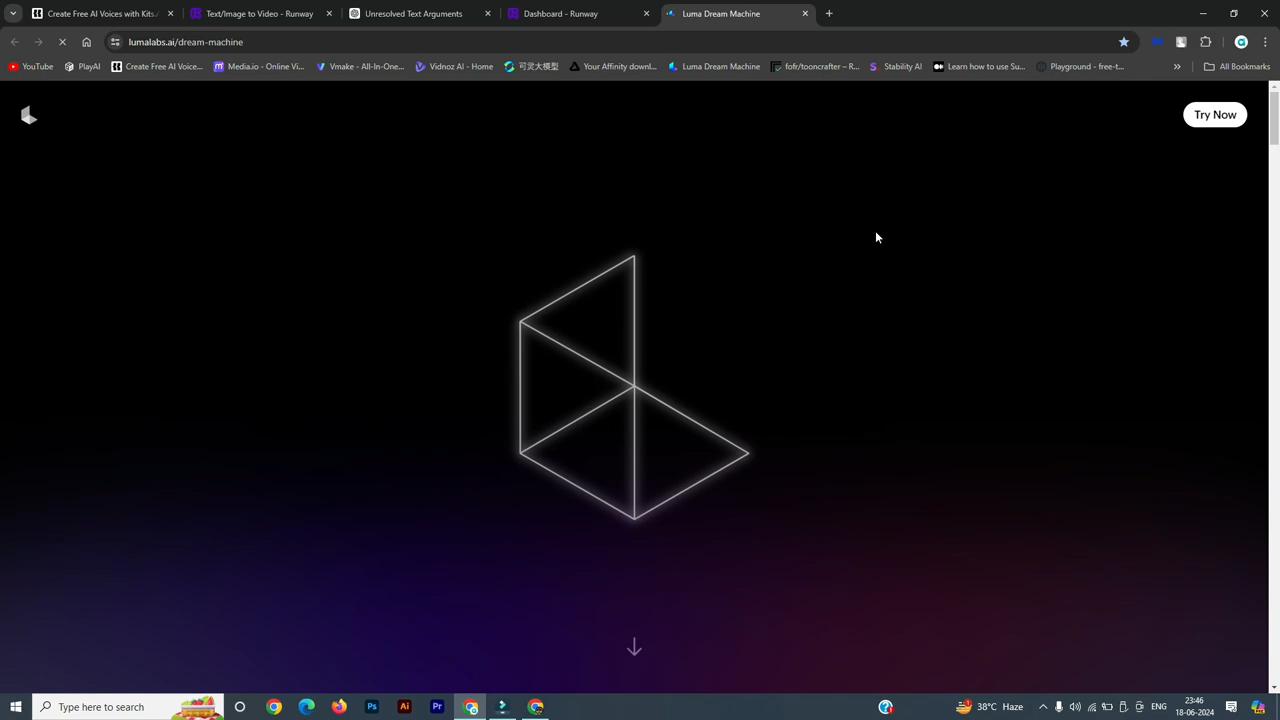 Create Free AI Voices with Kits.
Text/Image to Video - Runway
Unresolved Text Arguments
Dashboard - Runway
Luma Dream Machine
lumalabs.ai/dream-machine
YouTube
PlayAI
Create Free AI Voice...
Media.io - Online Vi...
Vmake - All-In-One...
Vidnoz AI - Home
可灵大模型
Your Affinity downl...
Luma Dream Machine
fofr/tooncrafter – R...
Stability AI
Learn how to use Su...
Playground - free-t...
All Bookmarks
Try Now
Type here to search
Ps
Ai
Pr
38°C Haze
ENG
23:46
18-06-2024